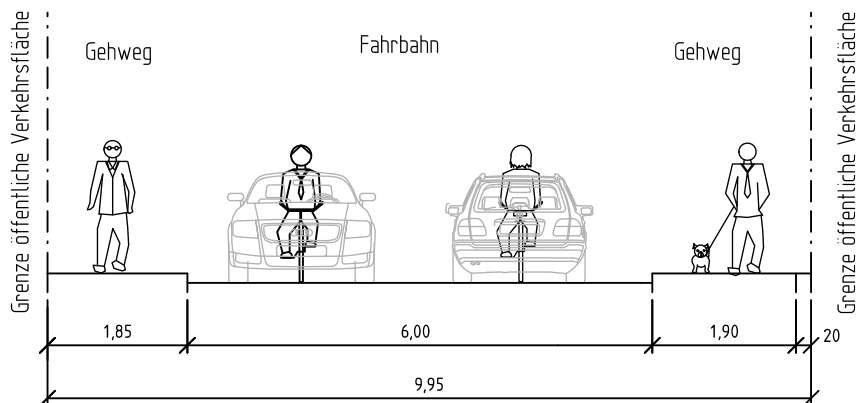 Grenze öffentliche Verkehrsfläche
Gehweg
Fahrbahn
Gehweg
Grenze öffentliche Verkehrsfläche
1,85
6,00
1,90
20
9,95